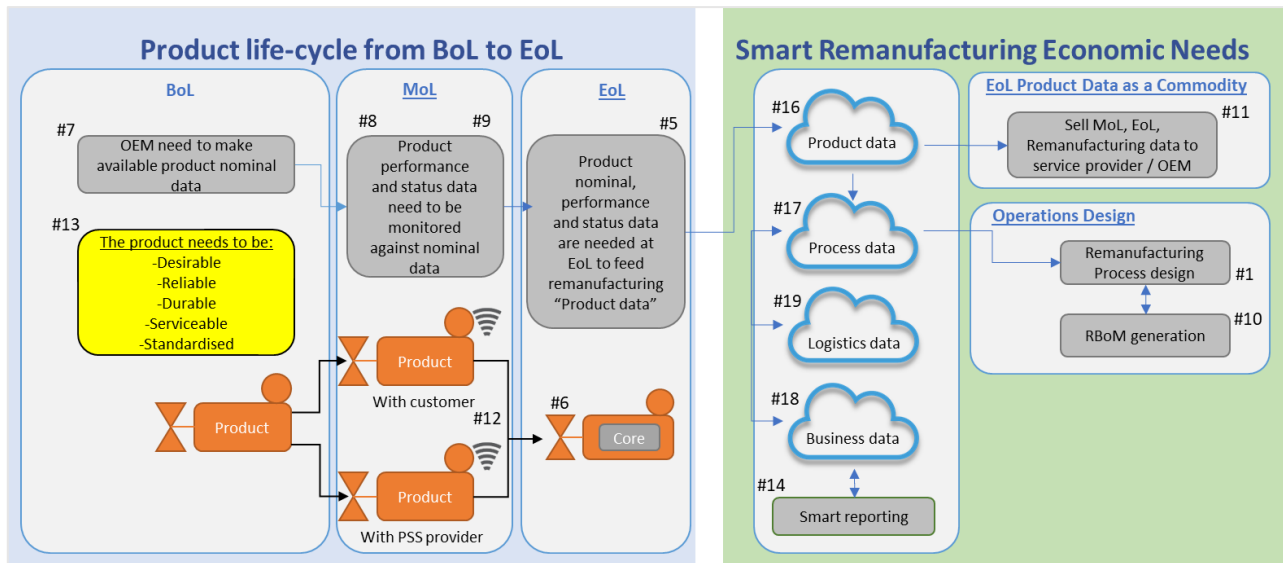 Product life-cycle from BoL to EoL
BoL
#7
OEM need to make
available product nominal
data
#13
The product needs to be:
-Desirable
-Reliable
-Durable
-Serviceable
-Standardised
Product
MoL
#8
#9
Product
performance
and status data
need to be
monitored
against nominal
data
Product
With customer
#12
Product
With PSS provider
EoL
#5
Product
nominal,
performance
and status data
are needed at
EoL to feed
remanufacturing
“Product data”
#6
Core
Smart Remanufacturing Economic Needs
#16
Product data
#17
Process data
#19
Logistics data
#18
Business data
#14
Smart reporting
EoL Product Data as a Commodity
#11
Sell MoL, EoL,
Remanufacturing data to
service provider / OEM
Operations Design
Remanufacturing
Process design
#1
#10
RBoM generation